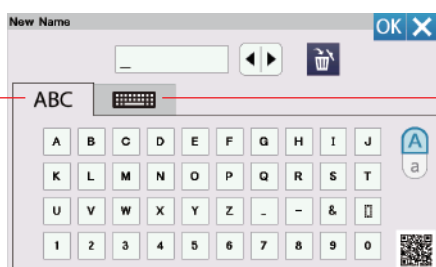 New Name
OK
_
ABC
A B C D E F G H I J
K L M N O P Q R S T
U V W X Y Z _ - & []
1 2 3 4 5 6 7 8 9 0
A
a